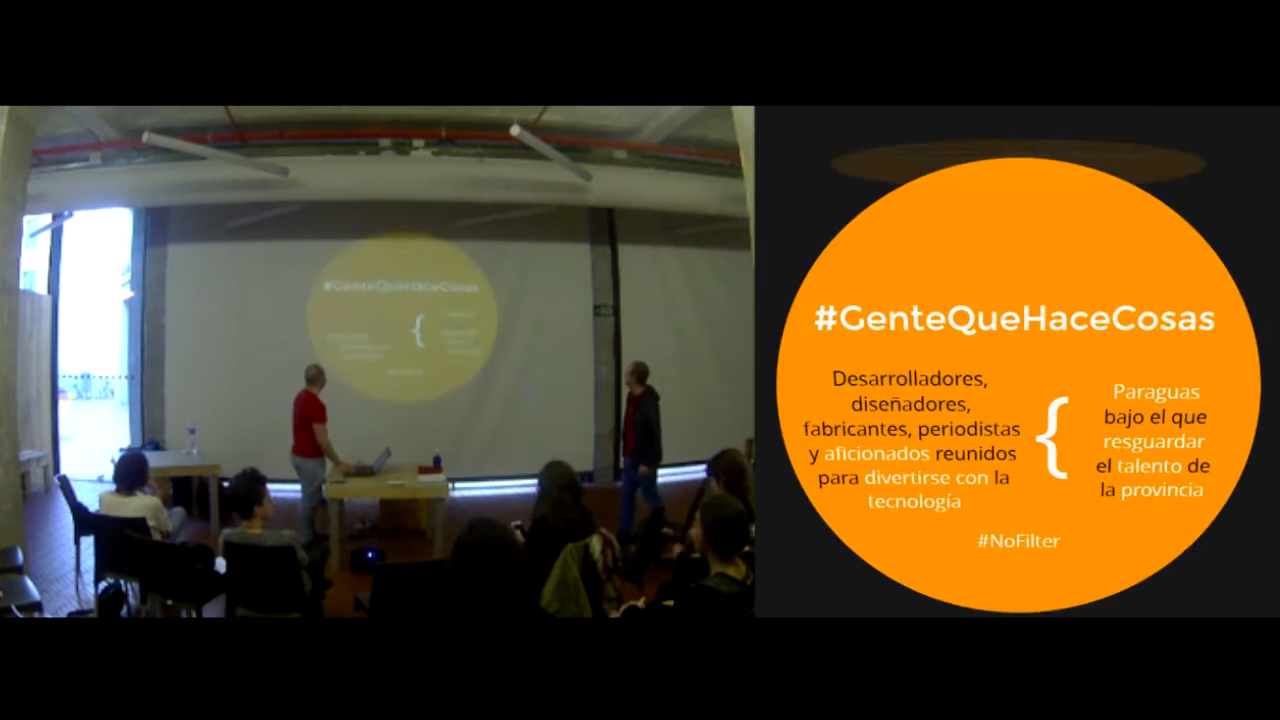 #GenteQueHaceCosas
#GenteQueHaceCosas
Desarrolladores,
diseñadores,
fabricantes, periodistas
y aficionados reunidos
para divertirse con la
tecnología
{
Paraguas
bajo el que
resguardar
el talento de
la provincia
#NoFilter